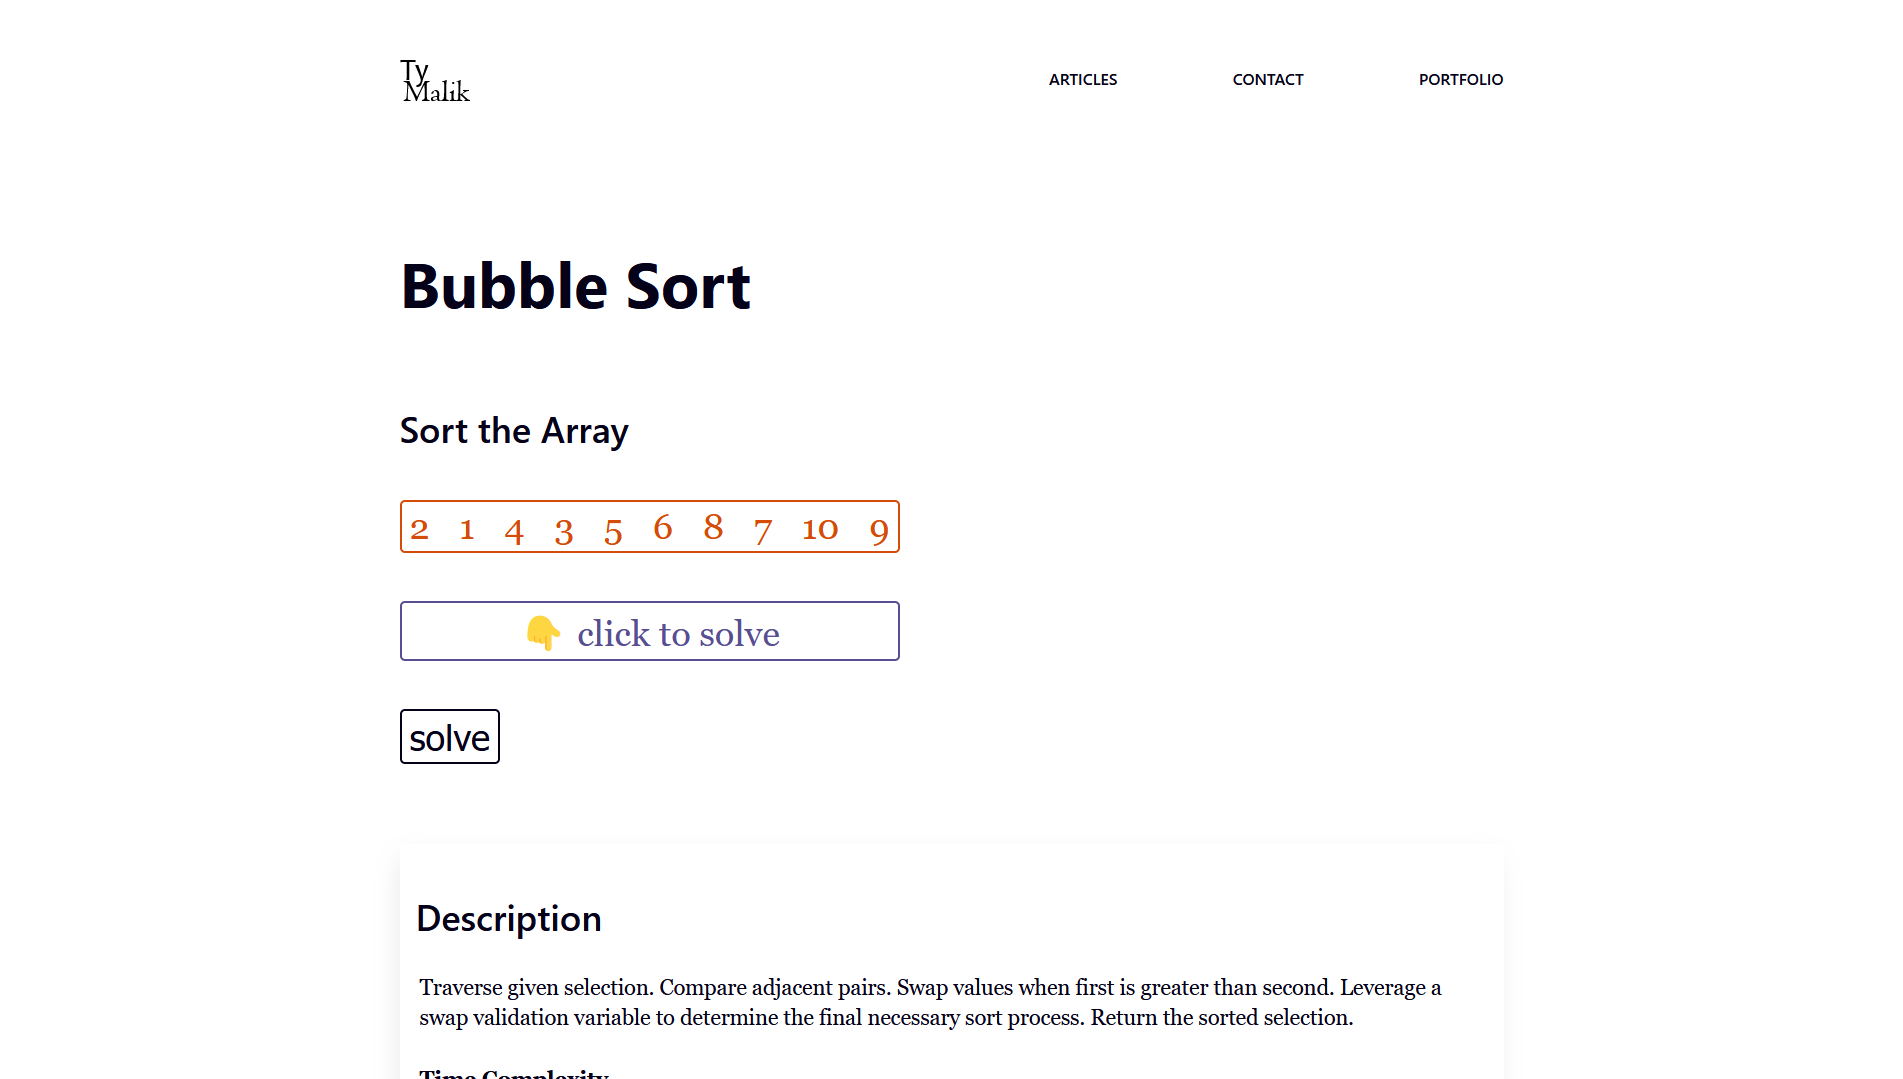 Ty
Malik
ARTICLES CONTACT PORTFOLIO
Bubble Sort
Sort the Array
2 1 4 3 5 6 8 7 10 9
👇 click to solve
solve
Description
Traverse given selection. Compare adjacent pairs. Swap values when first is greater than second. Leverage a
swap validation variable to determine the final necessary sort process. Return the sorted selection.
Time Complexity